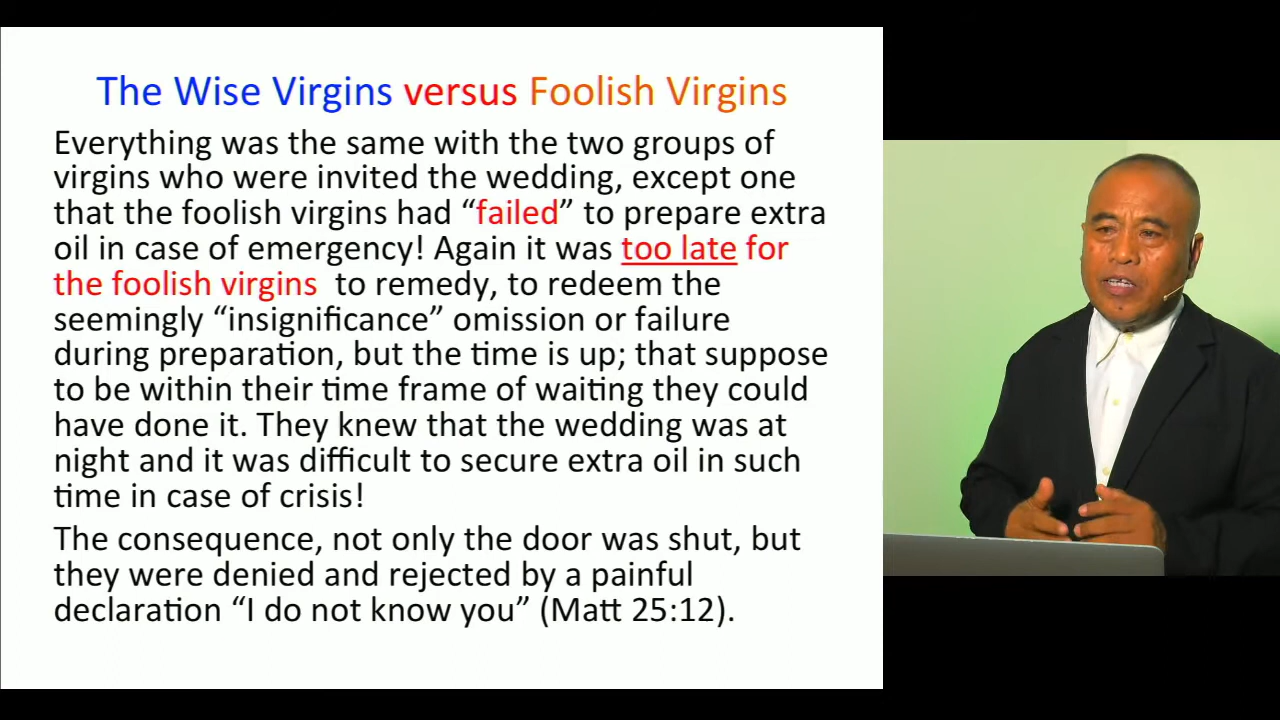 The Wise Virgins versus Foolish Virgins
Everything was the same with the two groups of
virgins who were invited the wedding, except one
that the foolish virgins had “failed” to prepare extra
oil in case of emergency! Again it was too late for
the foolish virgins to remedy, to redeem the
seemingly “insignificance” omission or failure
during preparation, but the time is up; that suppose
to be within their time frame of waiting they could
have done it. They knew that the wedding was at
night and it was difficult to secure extra oil in such
time in case of crisis!
The consequence, not only the door was shut, but
they were denied and rejected by a painful
declaration “I do not know you” (Matt 25:12).